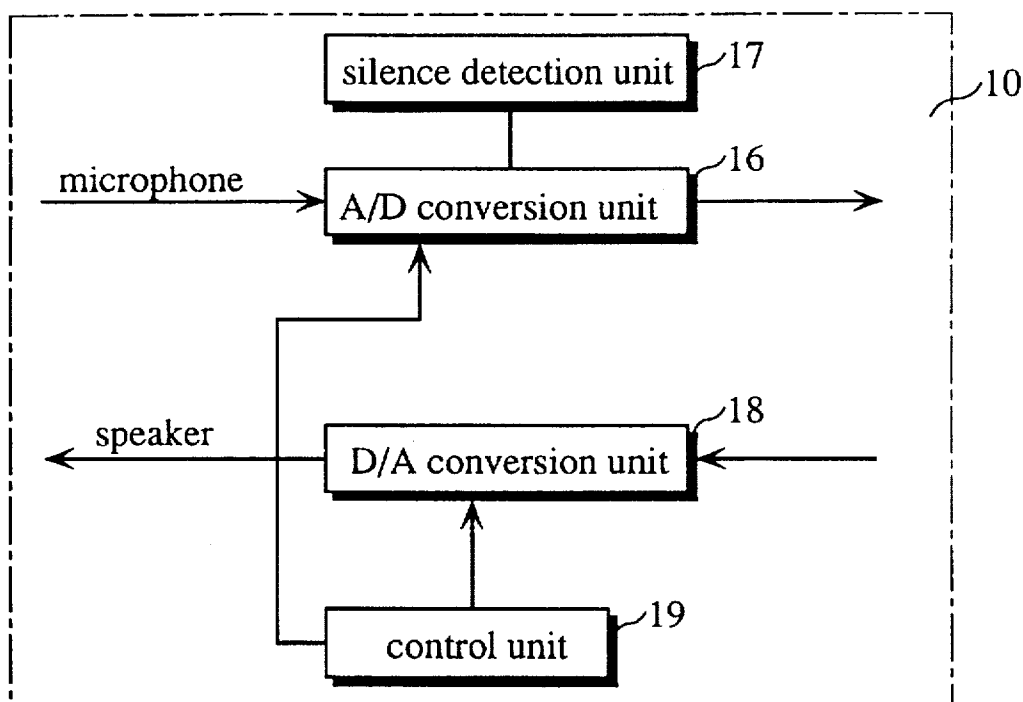 silence detection unit
17
10
microphone
A/D conversion unit
16
speaker
D/A conversion unit
18
control unit
19